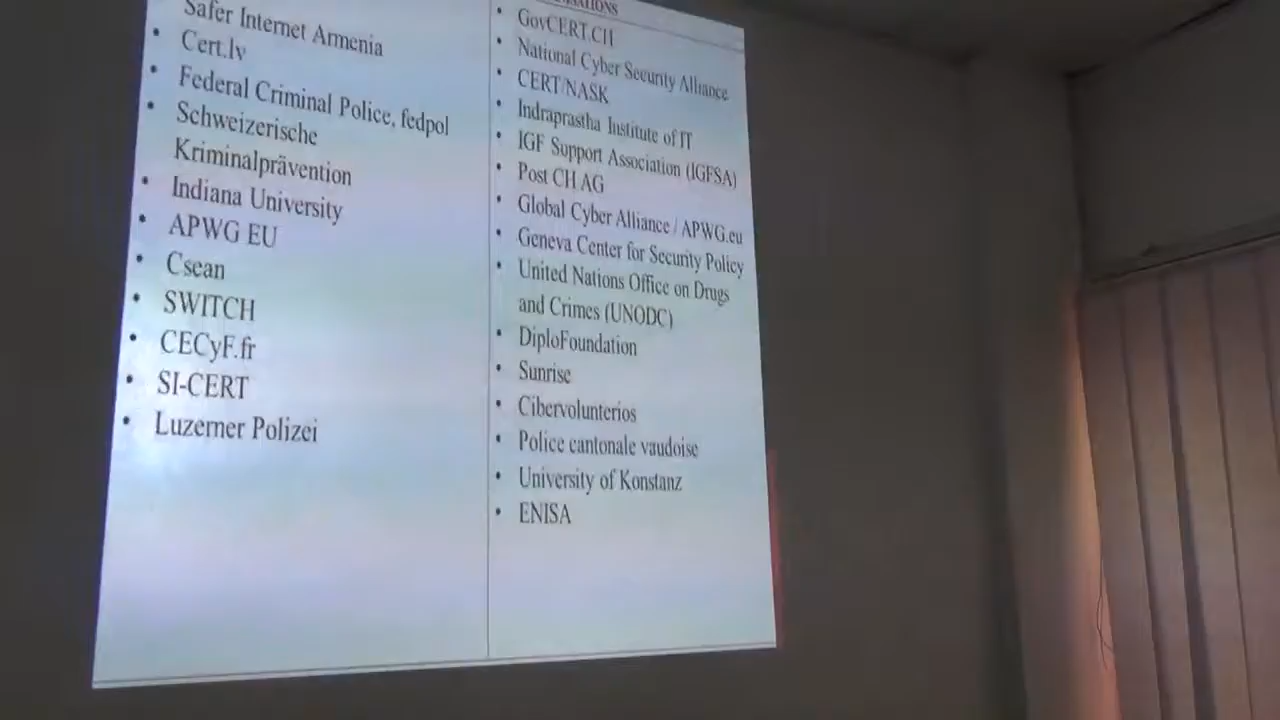 Safer Internet Armenia
• Cert.lv
• Federal Criminal Police, fedpol
• Schweizerische
Kriminalprävention
• Indiana University
• APWG EU
• Csean
• SWITCH
• CECyF.fr
• SI-CERT
• Luzerner Polizei
• GovCERT.CH
• National Cyber Security Alliance
• CERT/NASK
• Indraprastha Institute of IT
• IGF Support Association (IGFSA)
• Post CH AG
• Global Cyber Alliance / APWG.eu
• Geneva Center for Security Policy
• United Nations Office on Drugs
and Crimes (UNODC)
• DiploFoundation
• Sunrise
• Cibervolunterios
• Police cantonale vaudoise
• University of Konstanz
• ENISA